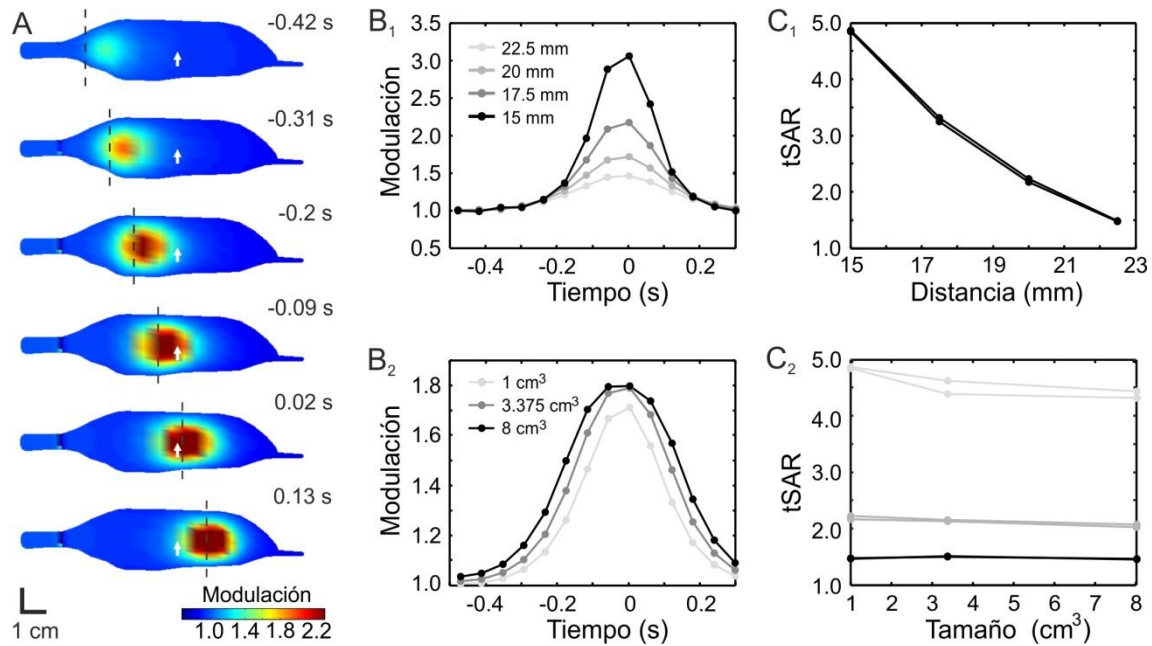 A
-0.42 s
-0.31 s
-0.2 s
-0.09 s
0.02 s
0.13 s
1 cm
Modulación
1.0 1.4 1.8 2.2
B1
Modulación
3.5
3.0
2.5
2.0
1.5
1.0
0.5
22.5 mm
20 mm
17.5 mm
15 mm
-0.4 -0.2 0 0.2
Tiempo (s)
C1
tSAR
5.0
4.0
3.0
2.0
1.0
15 17 19 21 23
Distancia (mm)
B2
Modulación
1.8
1.6
1.4
1.2
1.0
1 cm³
3.375 cm³
8 cm³
-0.4 -0.2 0 0.2
Tiempo (s)
C2
tSAR
5.0
4.0
3.0
2.0
1.0
1 2 3 4 5 6 7 8
Tamaño (cm³)